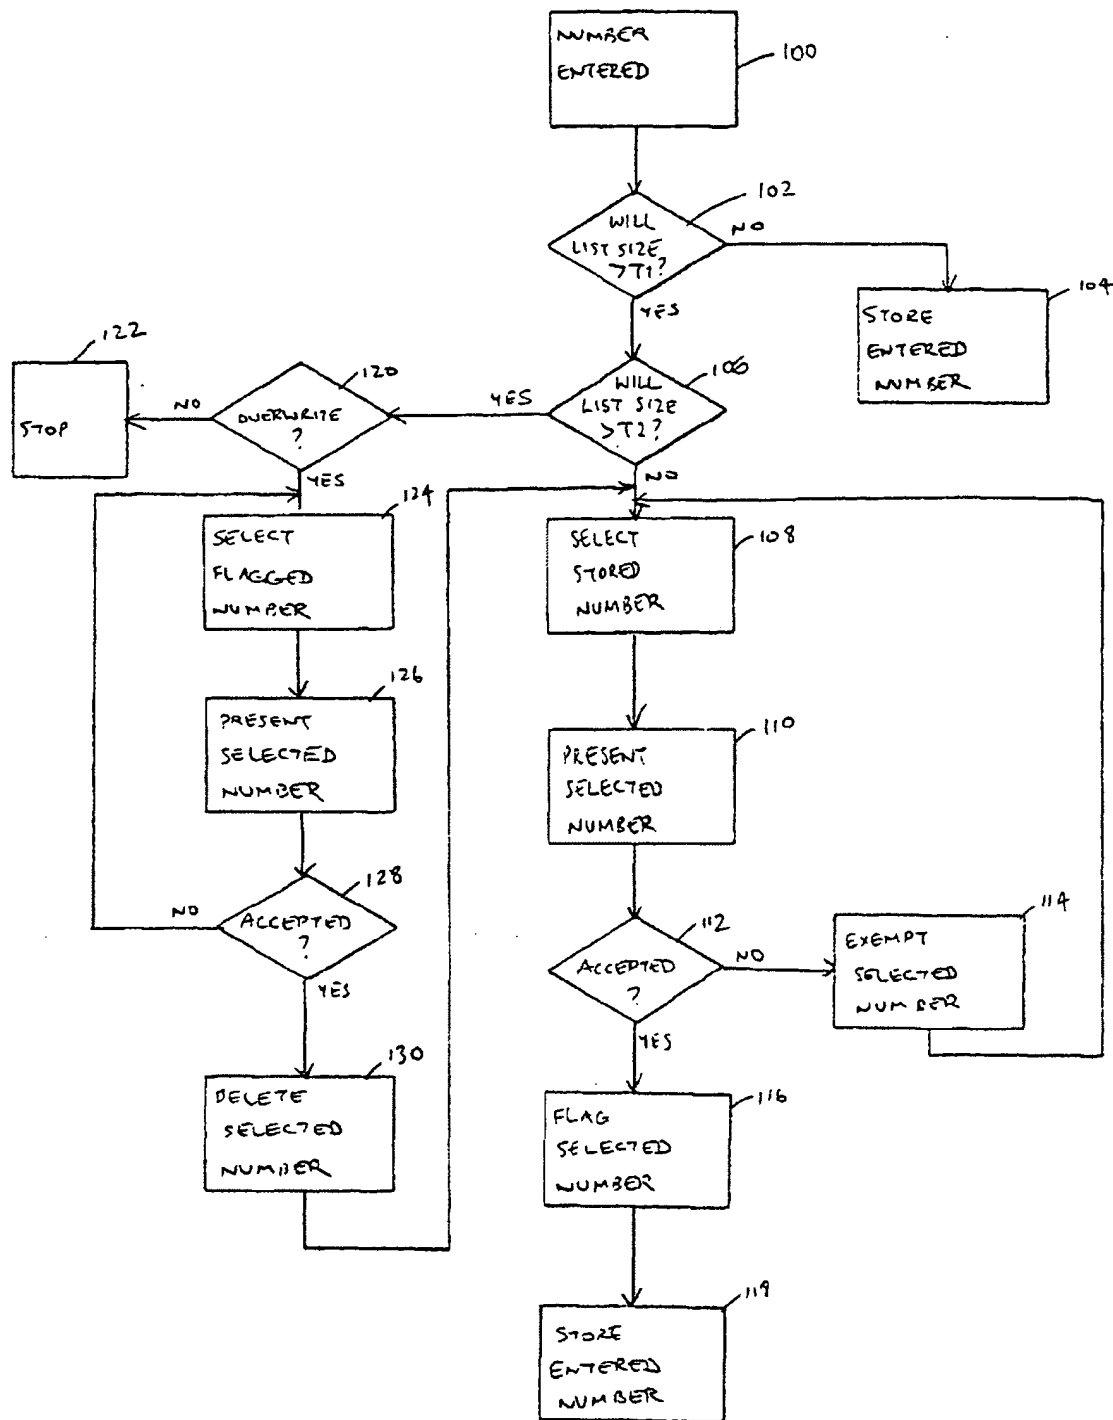 NUMBER
ENTERED
100
102
WILL
LIST SIZE
>T1?
NO
YES
104
STORE
ENTERED
NUMBER
122
STOP
NO
120
OVERWRITE
?
YES
YES
106
WILL
LIST SIZE
>T2?
NO
124
SELECT
FLAGGED
NUMBER
108
SELECT
STORED
NUMBER
126
PRESENT
SELECTED
NUMBER
110
PRESENT
SELECTED
NUMBER
128
NO
ACCEPTED
?
YES
112
ACCEPTED
?
NO
YES
114
EXEMPT
SELECTED
NUMBER
130
DELETE
SELECTED
NUMBER
116
FLAG
SELECTED
NUMBER
119
STORE
ENTERED
NUMBER